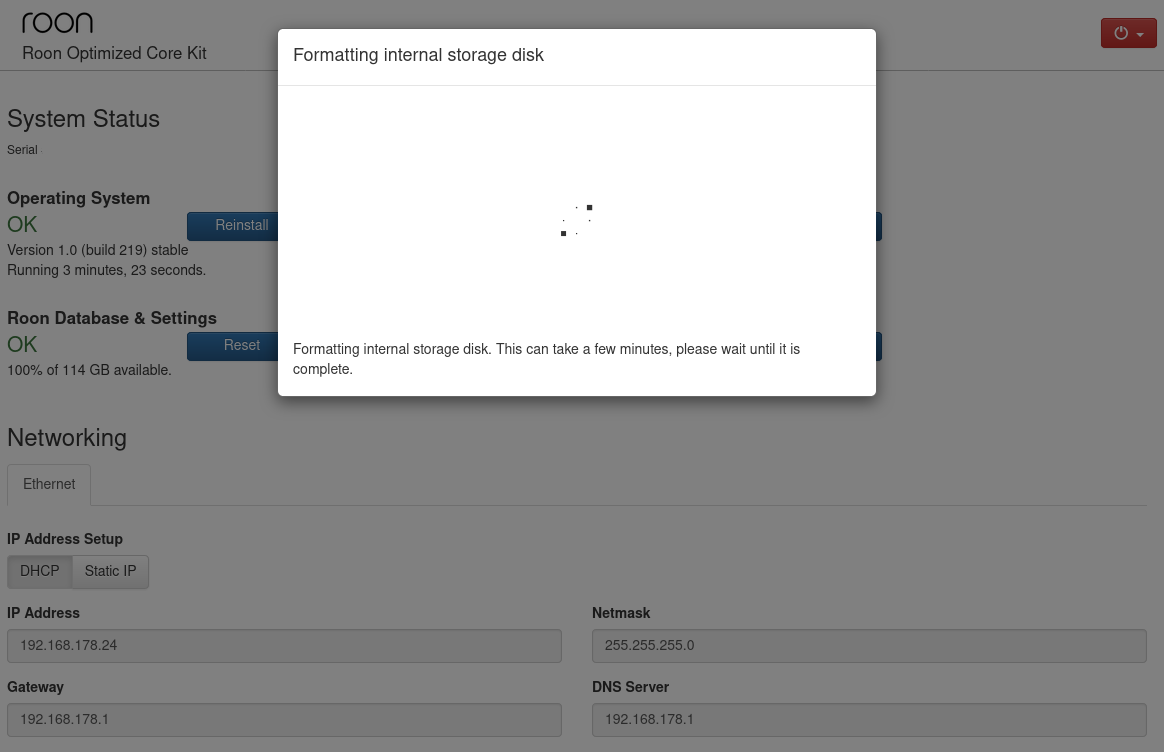 roon
Roon Optimized Core Kit
Formatting internal storage disk
Formatting internal storage disk. This can take a few minutes, please wait until it is
complete.
System Status
Serial
Operating System
OK
Reinstall
Version 1.0 (build 219) stable
Running 3 minutes, 23 seconds.
Roon Database & Settings
OK
Reset
100% of 114 GB available.
Networking
Ethernet
IP Address Setup
DHCP Static IP
IP Address Netmask
192.168.178.24 255.255.255.0
Gateway DNS Server
192.168.178.1 192.168.178.1